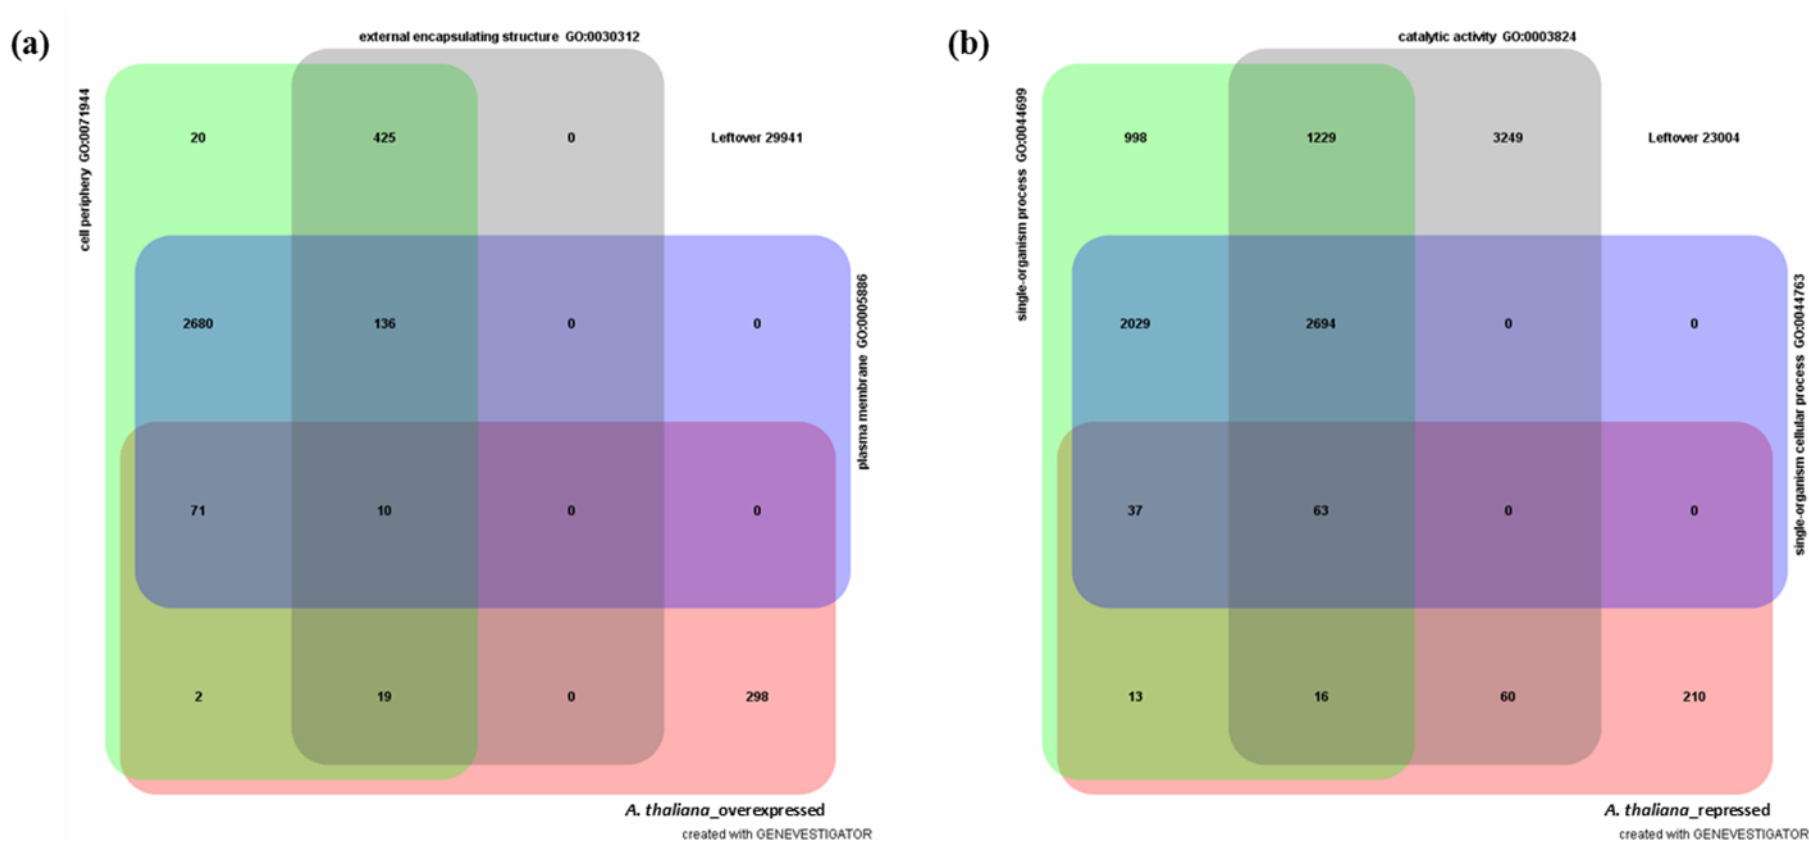 (a)
external encapsulating structure GO:0030312
cell periphery GO:0071944
20 425 0 Leftover 29941
2680 136 0 0
plasma membrane GO:0005886
71 10 0 0
2 19 0 298
A. thaliana_overexpressed
created with GENEVESTIGATOR
(b)
catalytic activity GO:0003824
single-organism process GO:0044699
998 1229 3249 Leftover 23004
2029 2694 0 0
single-organism cellular process GO:0044763
37 63 0 0
13 16 60 210
A. thaliana_repressed
created with GENEVESTIGATOR